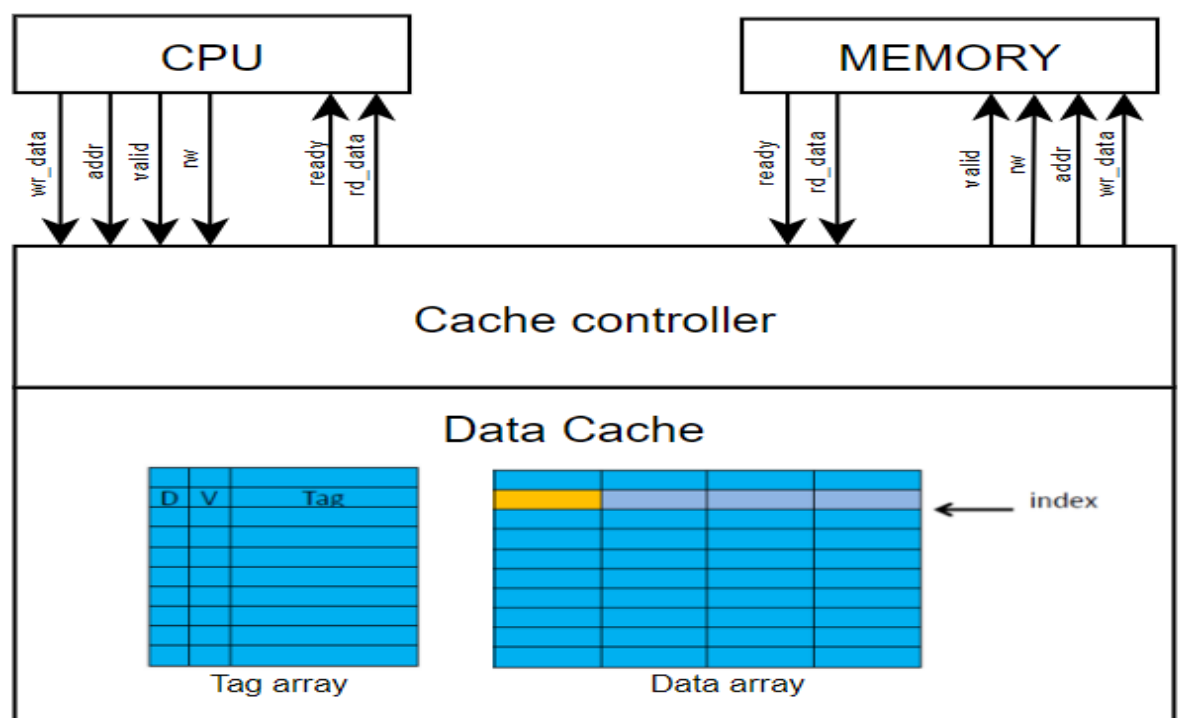 CPU
MEMORY
wr_data
addr
valid
rw
ready
rd_data
ready
rd_data
valid
rw
addr
wr_data
Cache controller
Data Cache
D V Tag
index
Tag array
Data array